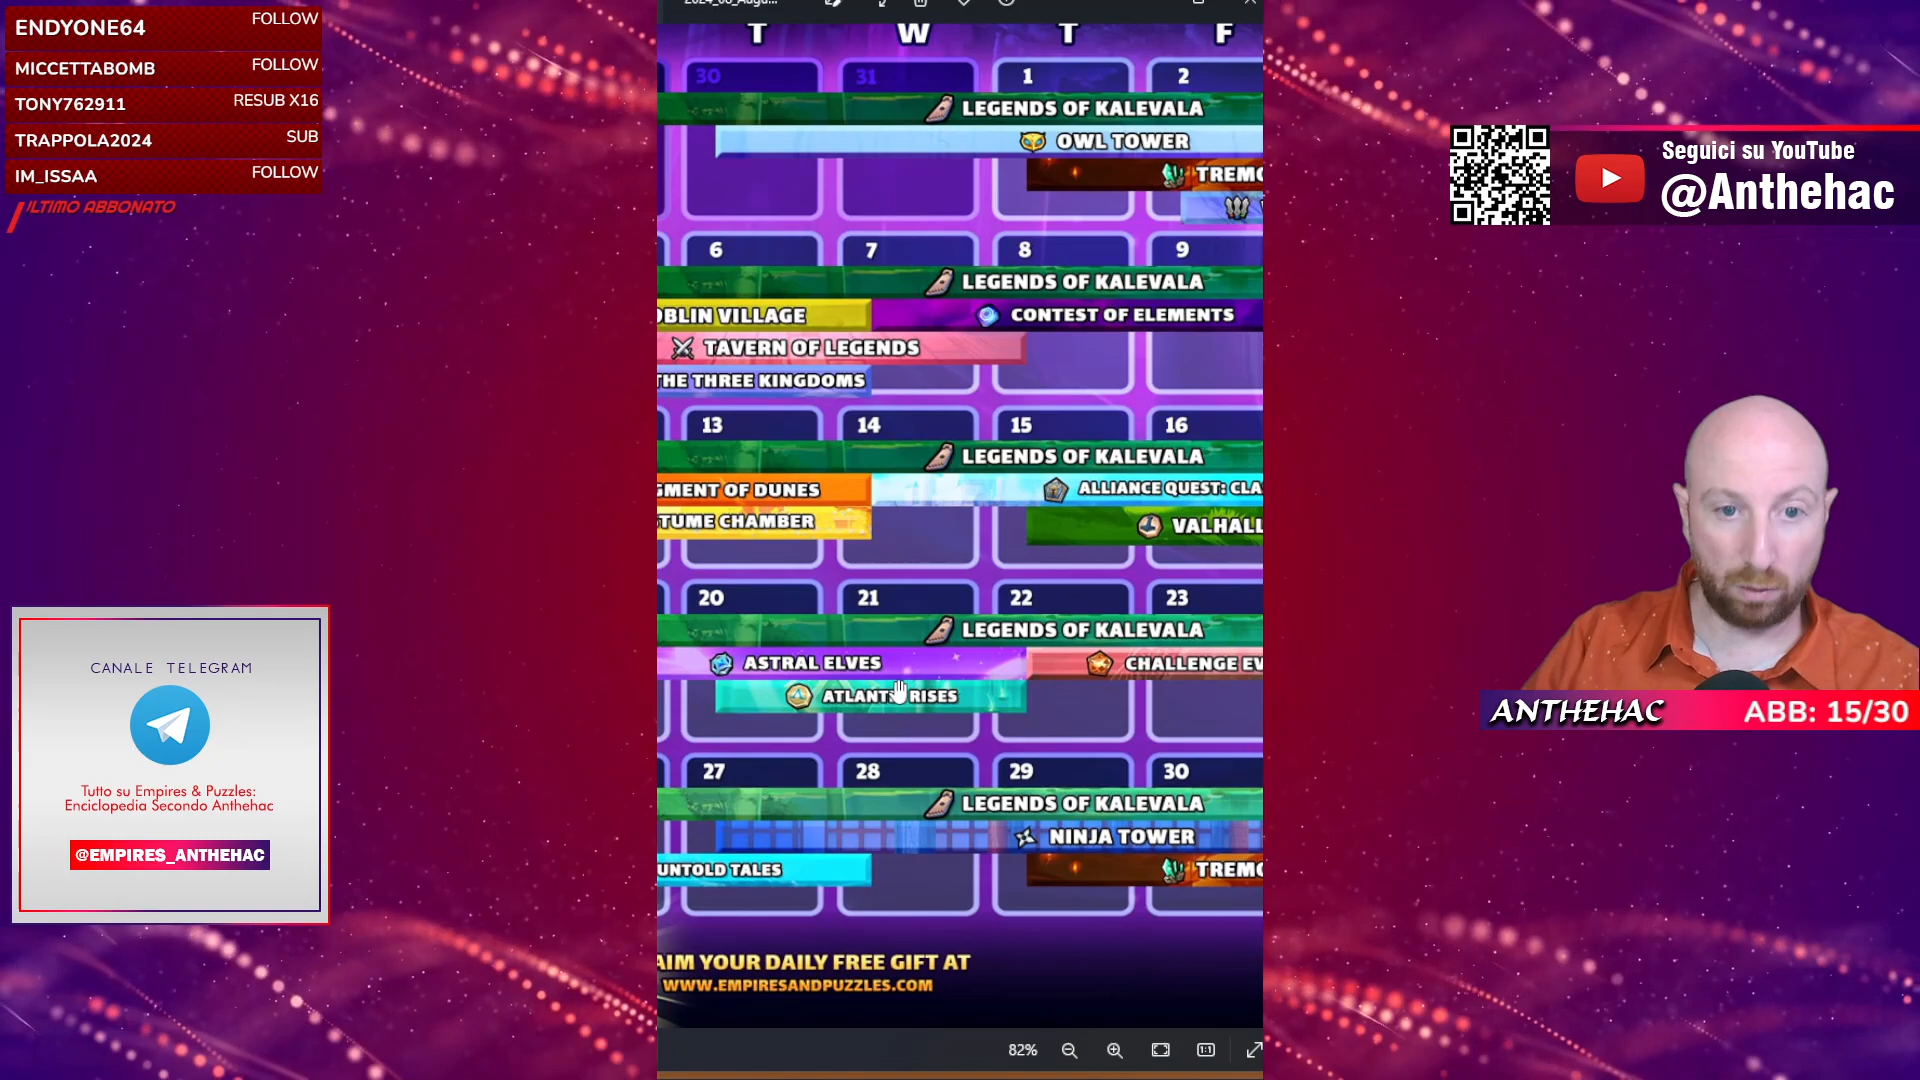 ENDYONE64 FOLLOW
MICCETTABOMB FOLLOW
TONY762911 RESUB X16
TRAPPOLA2024 SUB
IM_ISSAA FOLLOW
ULTIMO ABBONATO
CANALE TELEGRAM
Tutto su Empires & Puzzles:
Enciclopedia Secondo Anthehac
@EMPIRES_ANTHEHAC
T W T F
30 31 1 2
LEGENDS OF KALEVALA
OWL TOWER
TREMO
6 7 8 9
LEGENDS OF KALEVALA
OBLIN VILLAGE CONTEST OF ELEMENTS
TAVERN OF LEGENDS
THE THREE KINGDOMS
13 14 15 16
LEGENDS OF KALEVALA
GMENT OF DUNES ALLIANCE QUEST: CLA
TUME CHAMBER VALHALL
20 21 22 23
LEGENDS OF KALEVALA
ASTRAL ELVES CHALLENGE EV
ATLANTIS RISES
27 28 29 30
LEGENDS OF KALEVALA
NINJA TOWER
UNTOLD TALES TREMO
AIM YOUR DAILY FREE GIFT AT
WWW.EMPIRESANDPUZZLES.COM
82% 1:1
Seguici su YouTube
@Anthehac
ANTHEHAC ABB: 15/30